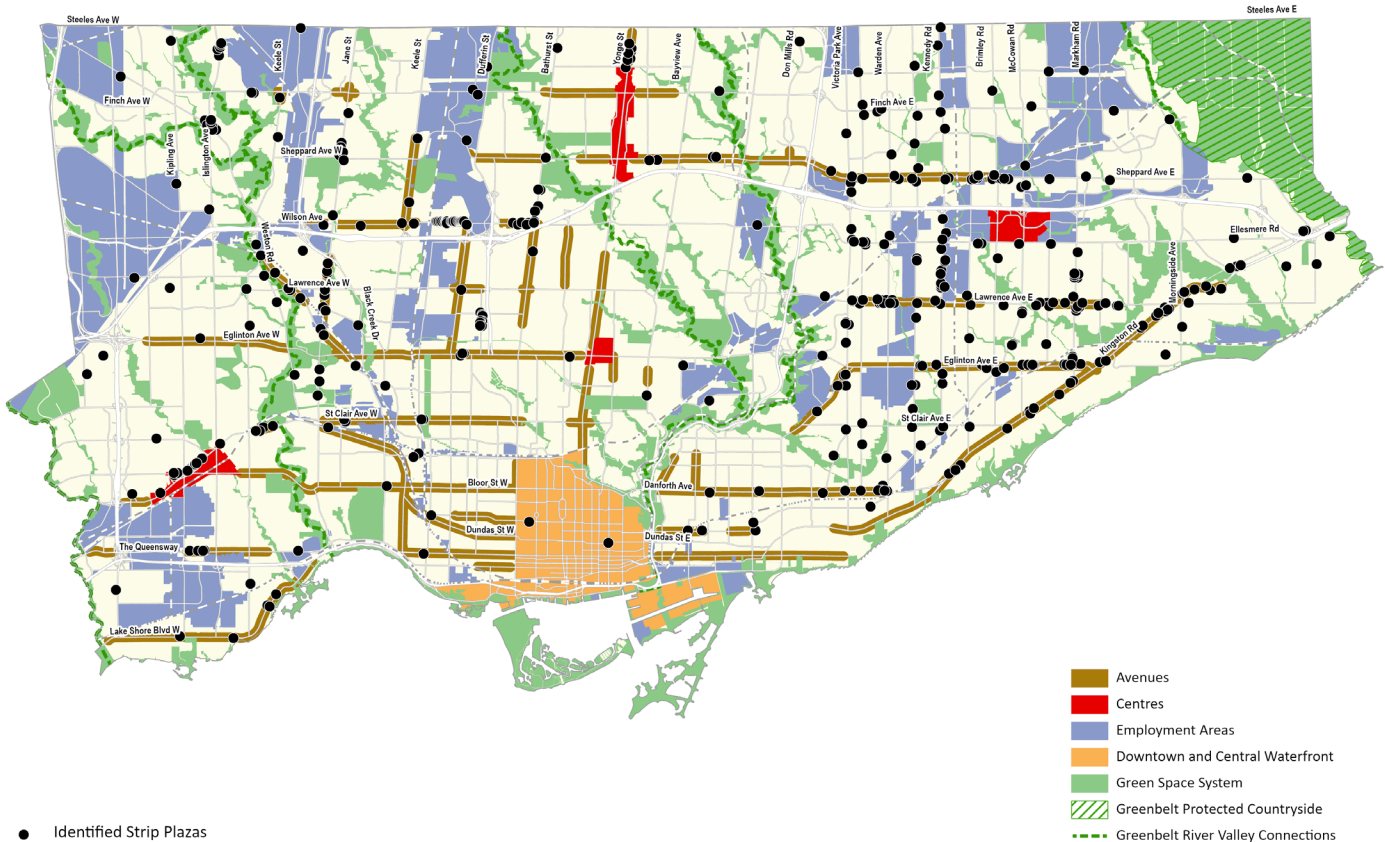 Steeles Ave W
Steeles Ave E
Keele St
Jane St
Keele St
Dufferin St
Bathurst St
Yonge St
Bayview Ave
Don Mills Rd
Victoria Park Ave
Warden Ave
Kennedy Rd
Brimley Rd
McCowan Rd
Markham Rd
Finch Ave W
Finch Ave E
Kipling Ave
Islington Ave
Sheppard Ave W
Sheppard Ave E
Wilson Ave
Weston Rd
Ellesmere Rd
Morningside Ave
Lawrence Ave W
Black Creek Dr
Lawrence Ave E
Eglinton Ave W
Kingston Rd
Eglinton Ave E
St Clair Ave W
St Clair Ave E
Bloor St W
Danforth Ave
Dundas St W
Dundas St E
The Queensway
Lake Shore Blvd W
Avenues
Centres
Employment Areas
Downtown and Central Waterfront
Green Space System
Greenbelt Protected Countryside
Identified Strip Plazas
Greenbelt River Valley Connections